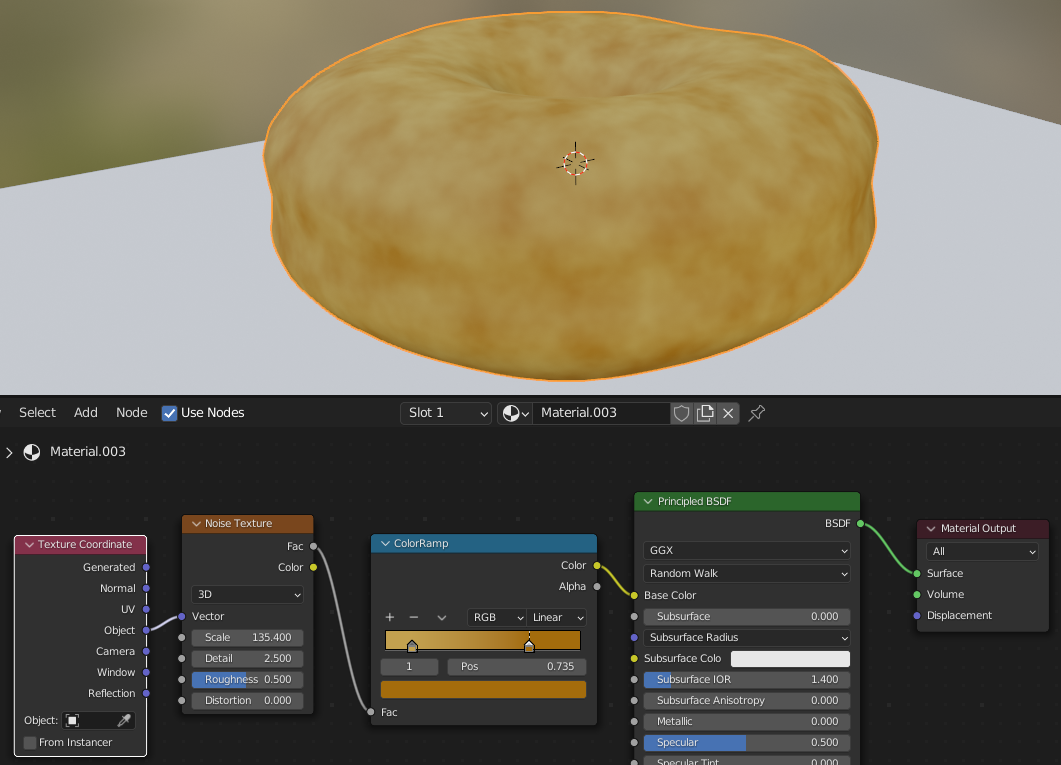 Select Add Node Use Nodes Slot 1 Material.003
Material.003
Texture Coordinate
Generated
Normal
UV
Object
Camera
Window
Reflection
Object:
From Instancer
Noise Texture
Fac
Color
3D
Vector
Scale 135.400
Detail 2.500
Roughness 0.500
Distortion 0.000
ColorRamp
Color
Alpha
RGB Linear
1 Pos 0.735
Fac
Principled BSDF
BSDF
GGX
Random Walk
Base Color
Subsurface 0.000
Subsurface Radius
Subsurface Colo
Subsurface IOR 1.400
Subsurface Anisotropy 0.000
Metallic 0.000
Specular 0.500
Specular Tint 0.000
Material Output
All
Surface
Volume
Displacement